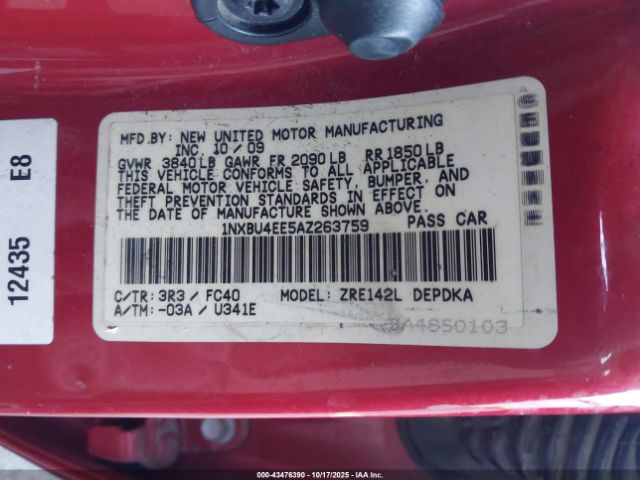 MFD.BY: NEW UNITED MOTOR MANUFACTURING
INC. 10 / 09
GVWR 3840LB GAWR FR 2090LB RR1850LB
THIS VEHICLE CONFORMS TO ALL APPLICABLE
FEDERAL MOTOR VEHICLE SAFETY, BUMPER, AND
THEFT PREVENTION STANDARDS IN EFFECT ON
THE DATE OF MANUFACTURE SHOWN ABOVE.
1NXBU4EE5AZ263759 PASS CAR
C/TR: 3R3 / FC40 MODEL: ZRE142L DEPDKA
A/TM: -03A / U341E
A4850103
12435 E8
000-43476390 - 10/17/2025 - IAA Inc.